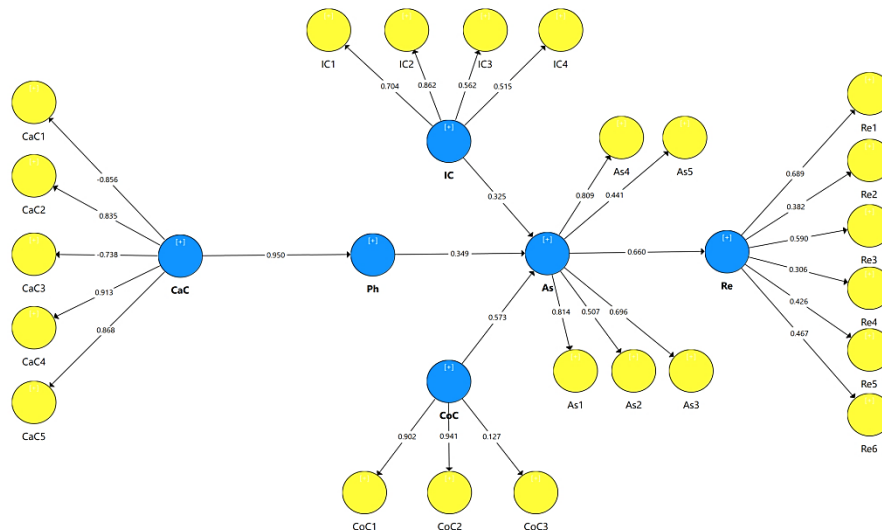 IC1
IC2
IC3
IC4
0.704
0.862
0.562
0.515
[+]
IC
CaC1
CaC2
CaC3
CaC4
CaC5
-0.856
0.835
-0.738
0.913
0.868
[+]
CaC
0.950
[+]
Ph
0.349
0.325
0.573
As4
As5
0.809
0.441
[+]
As
0.660
0.814
0.507
0.696
As1
As2
As3
[+]
Re
0.689
0.382
0.590
0.306
0.426
0.467
Re1
Re2
Re3
Re4
Re5
Re6
[+]
CoC
0.902
0.941
0.127
CoC1
CoC2
CoC3